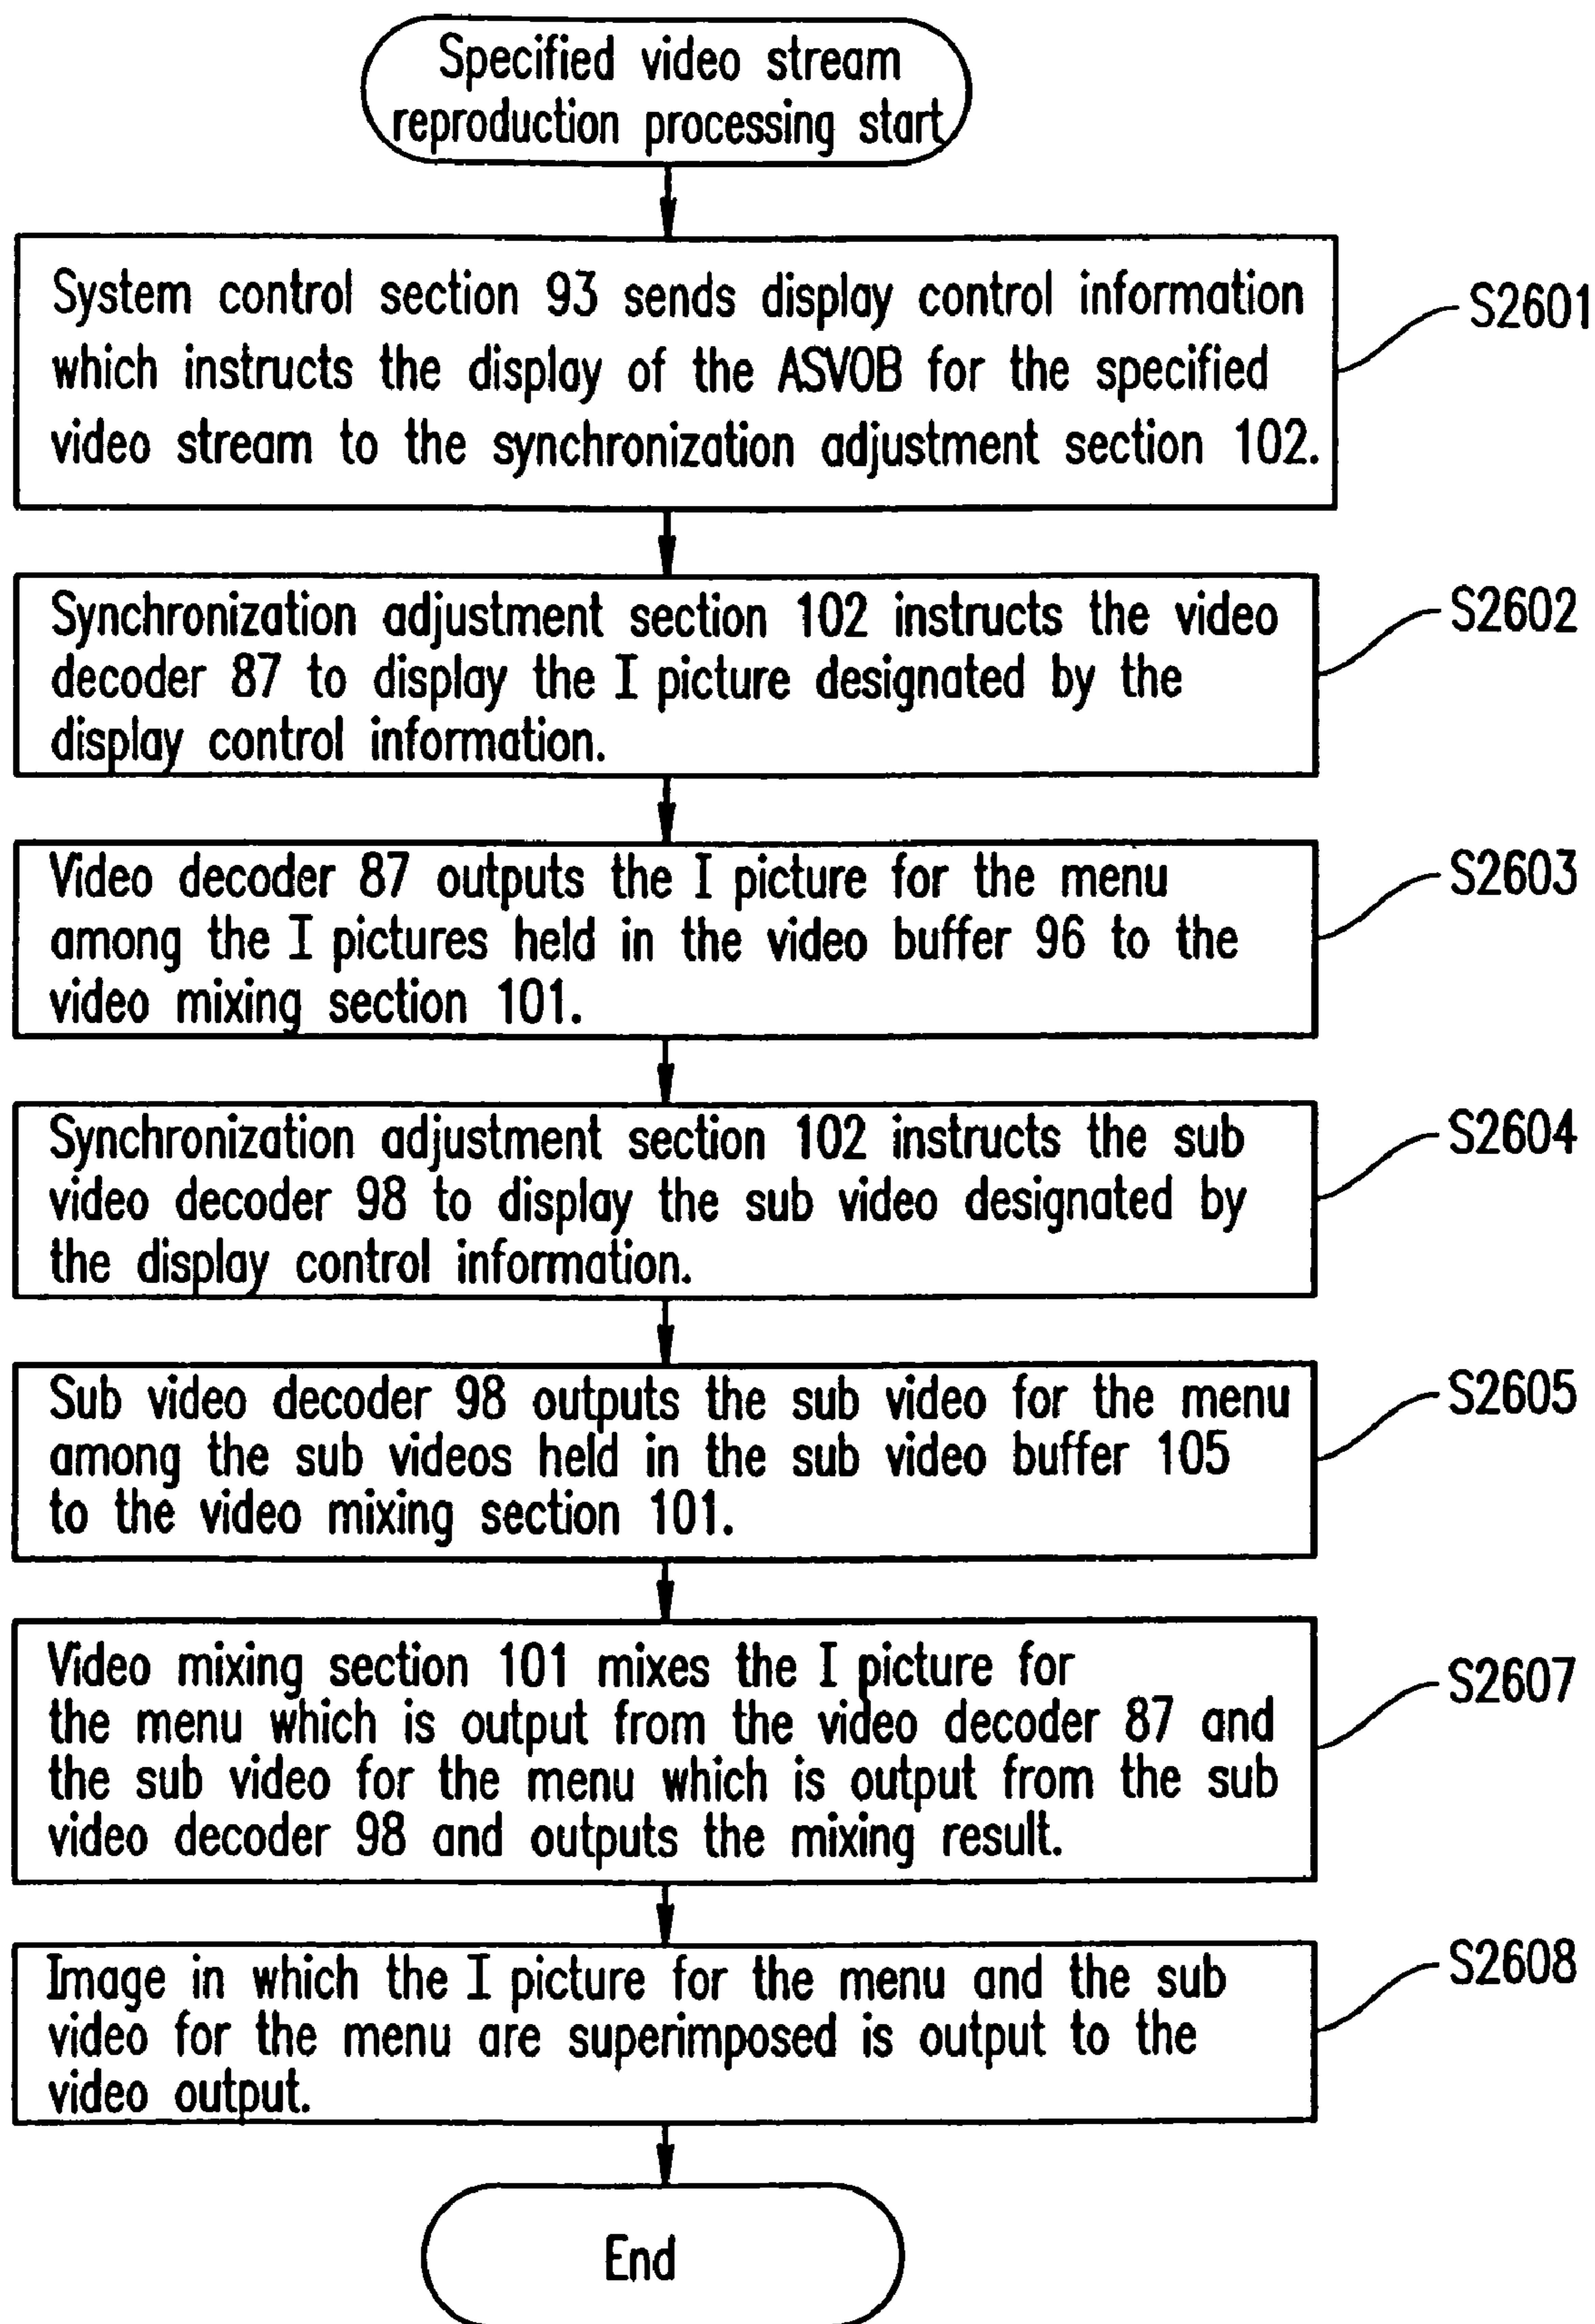 Specified video stream
reproduction processing start
System control section 93 sends display control information
which instructs the display of the ASVOB for the specified
video stream to the synchronization adjustment section 102.
S2601
Synchronization adjustment section 102 instructs the video
decoder 87 to display the I picture designated by the
display control information.
S2602
Video decoder 87 outputs the I picture for the menu
among the I pictures held in the video buffer 96 to the
video mixing section 101.
S2603
Synchronization adjustment section 102 instructs the sub
video decoder 98 to display the sub video designated by
the display control information.
S2604
Sub video decoder 98 outputs the sub video for the menu
among the sub videos held in the sub video buffer 105
to the video mixing section 101.
S2605
Video mixing section 101 mixes the I picture for
the menu which is output from the video decoder 87 and
the sub video for the menu which is output from the sub
video decoder 98 and outputs the mixing result.
S2607
Image in which the I picture for the menu and the sub
video for the menu are superimposed is output to the
video output.
S2608
End